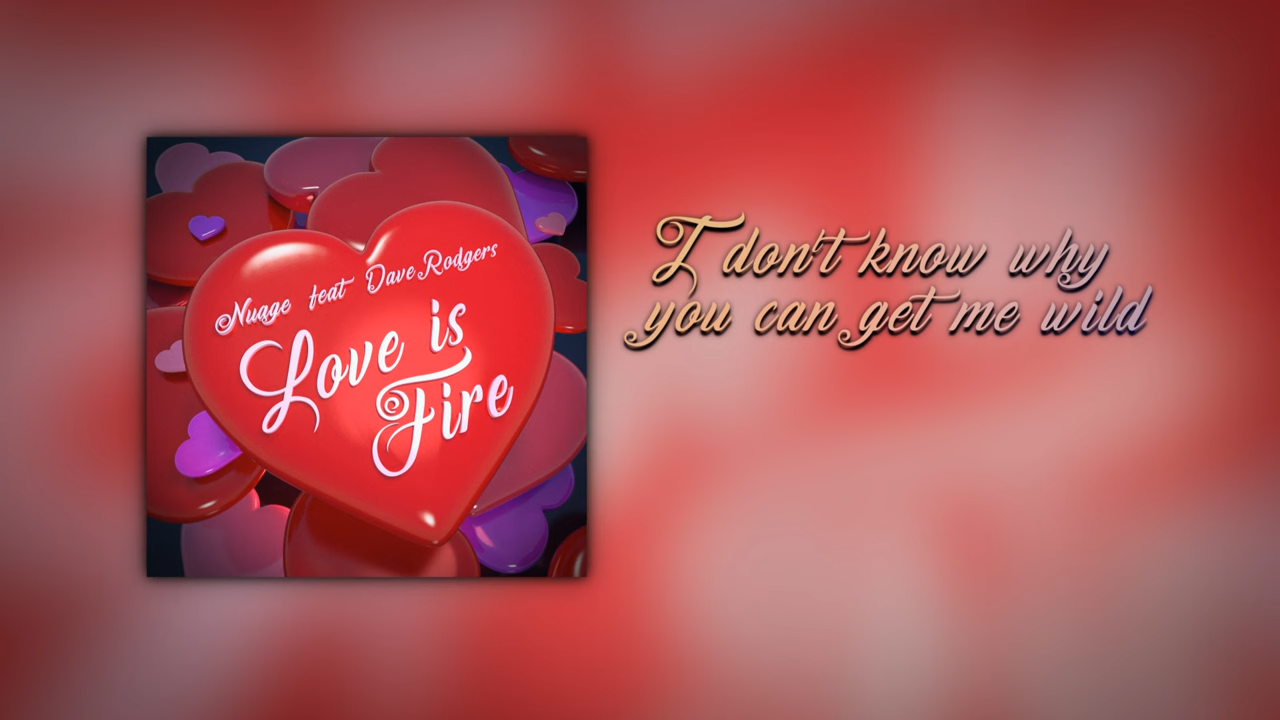 Nuage feat Dave Rodgers
Love is
Fire
I don't know why
you can get me wild